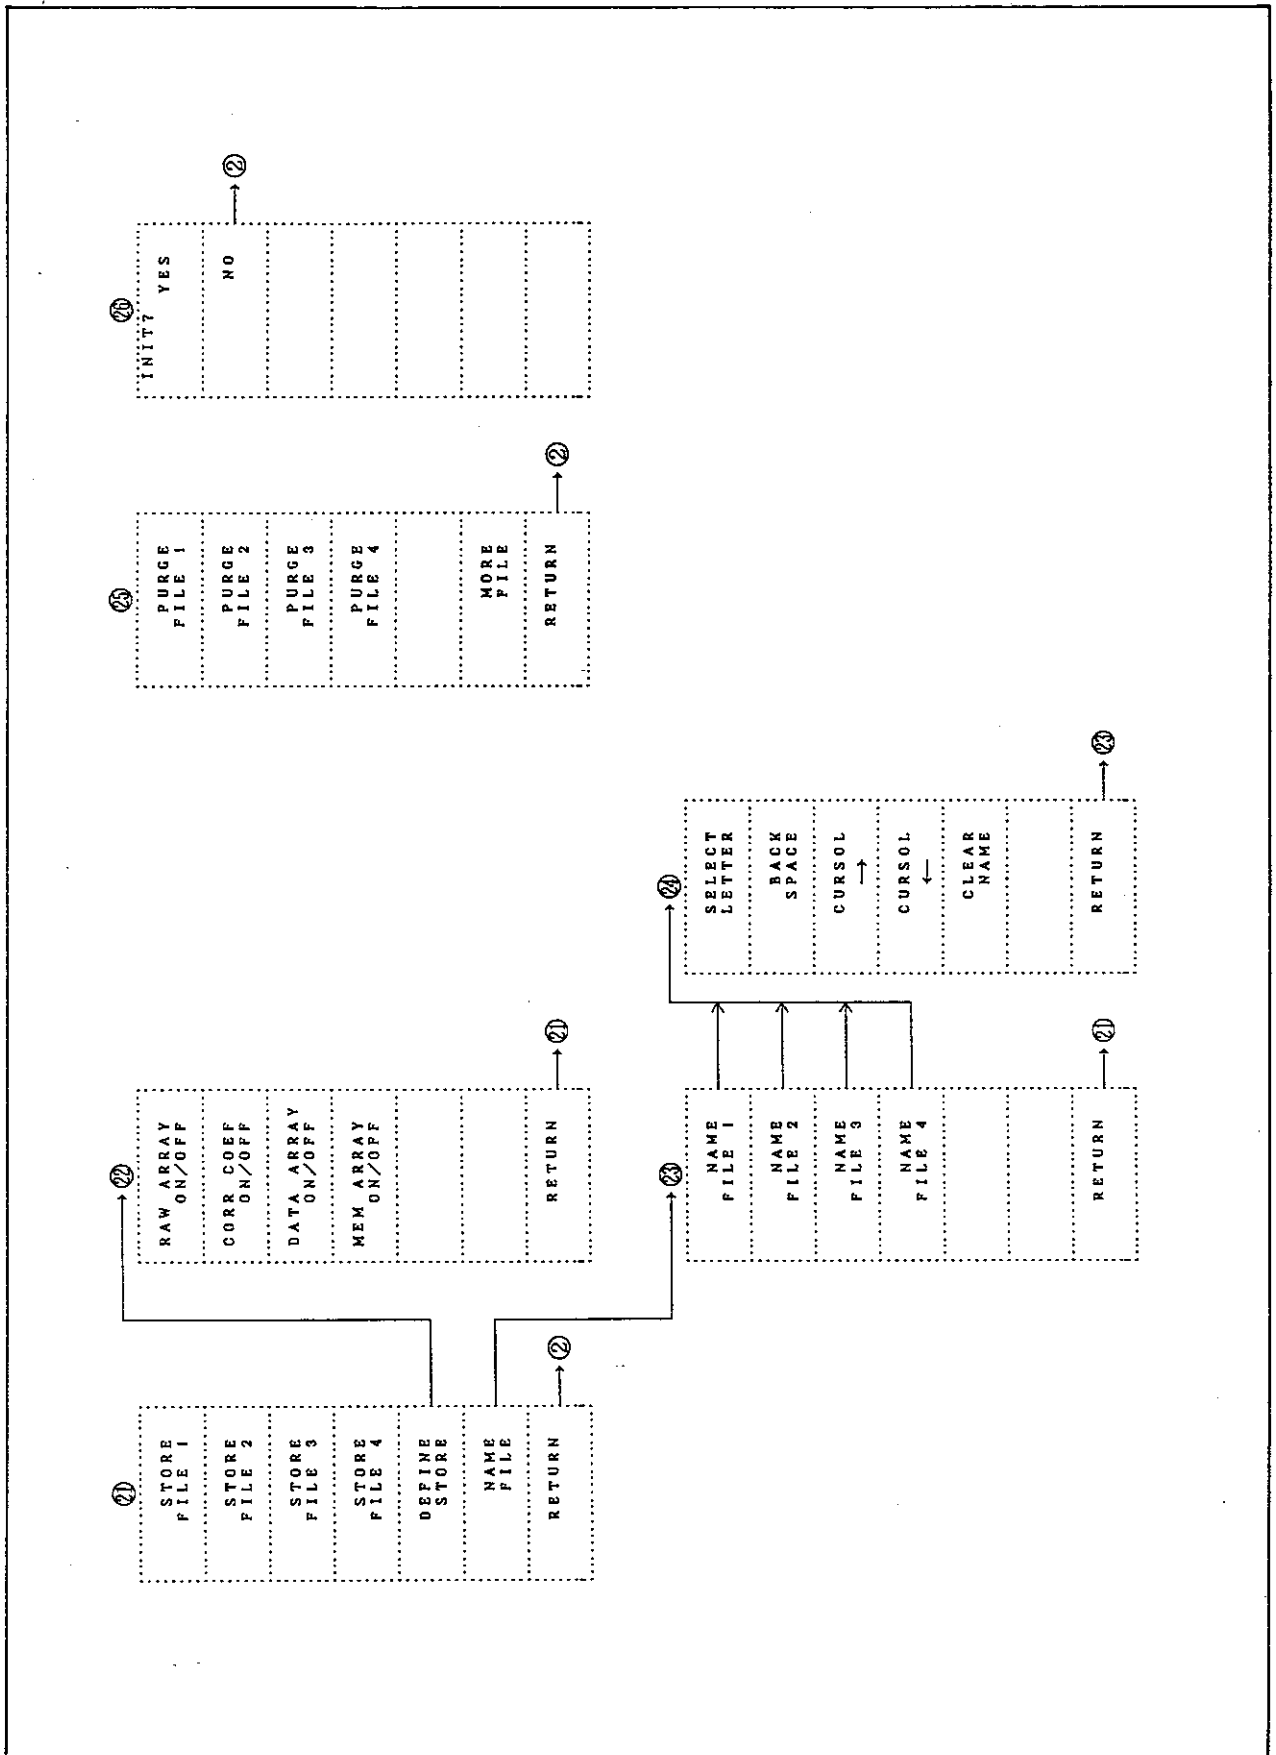 ㉑
STORE
FILE 1
STORE
FILE 2
STORE
FILE 3
STORE
FILE 4
DEFINE
STORE
NAME
FILE
RETURN
②
㉒
RAW ARRAY
ON/OFF
CORR COEF
ON/OFF
DATA ARRAY
ON/OFF
MEM ARRAY
ON/OFF
RETURN
㉑
㉓
NAME
FILE 1
NAME
FILE 2
NAME
FILE 3
NAME
FILE 4
RETURN
㉑
㉔
SELECT
LETTER
BACK
SPACE
CURSOL
→
CURSOL
←
CLEAR
NAME
RETURN
㉓
㉕
PURGE
FILE 1
PURGE
FILE 2
PURGE
FILE 3
PURGE
FILE 4
MORE
FILE
RETURN
②
㉖
INIT?
YES
NO
②